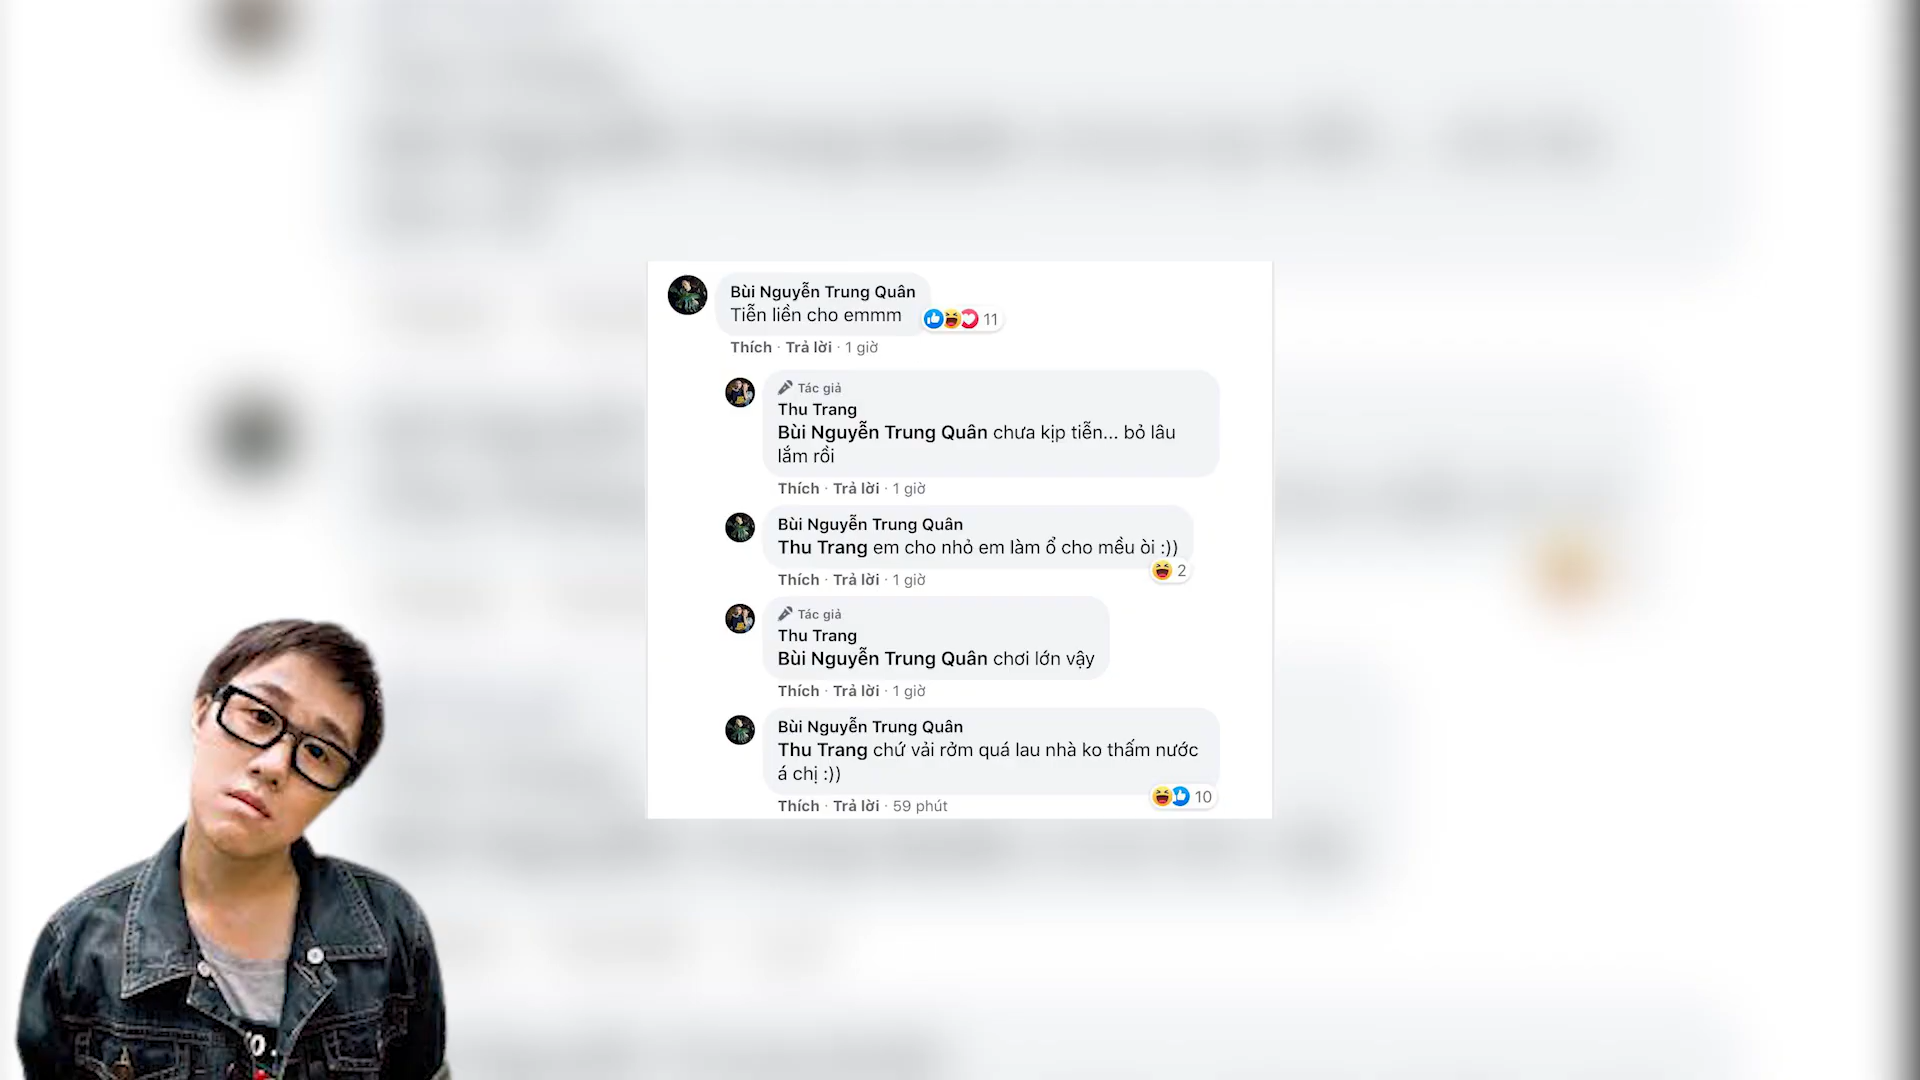 Bùi Nguyễn Trung Quân
Tiễn liền cho emmm
11
Thích · Trả lời · 1 giờ
Tác giả
Thu Trang
Bùi Nguyễn Trung Quân chưa kịp tiễn... bỏ lâu
lắm rồi
Thích · Trả lời · 1 giờ
Bùi Nguyễn Trung Quân
Thu Trang em cho nhỏ em làm ổ cho mều òi :))
2
Thích · Trả lời · 1 giờ
Tác giả
Thu Trang
Bùi Nguyễn Trung Quân chơi lớn vậy
Thích · Trả lời · 1 giờ
Bùi Nguyễn Trung Quân
Thu Trang chứ vải rởm quá lau nhà ko thấm nước
á chị :))
10
Thích · Trả lời · 59 phút